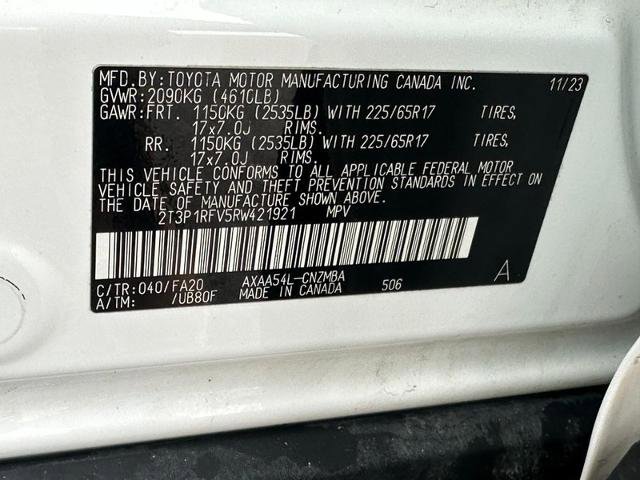 MFD. BY: TOYOTA MOTOR MANUFACTURING CANADA INC. 11/23
GVWR: 2090KG (4610LB)
GAWR: FRT. 1150KG (2535LB) WITH 225/65R17 TIRES,
17x7.0J RIMS.
RR. 1150KG (2535LB) WITH 225/65R17 TIRES,
17x7.0J RIMS.
THIS VEHICLE CONFORMS TO ALL APPLICABLE FEDERAL MOTOR
VEHICLE SAFETY AND THEFT PREVENTION STANDARDS IN EFFECT ON
THE DATE OF MANUFACTURE SHOWN ABOVE.
2T3P1RFV5RW421921 MPV
C/TR: 040/FA20 AXAA54L-CNZMBA A
A/TM: /UB80F MADE IN CANADA 506